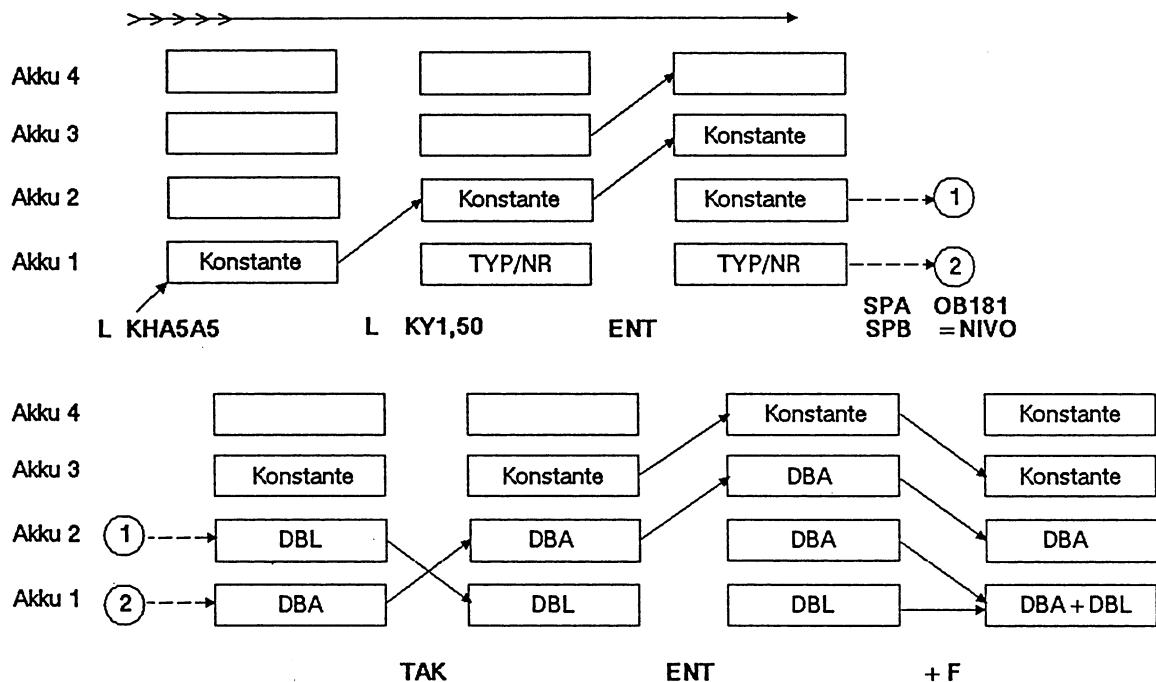 Akku 4
Akku 3 Konstante
Akku 2 Konstante Konstante 1
Akku 1 Konstante TYP/NR TYP/NR 2
SPA OB181
L KHA5A5 L KY1,50 ENT SPB =NIVO
Akku 4 Konstante Konstante
Akku 3 Konstante Konstante DBA Konstante
Akku 2 1 DBL DBA DBA DBA
Akku 1 2 DBA DBL DBL DBA+DBL
TAK ENT +F